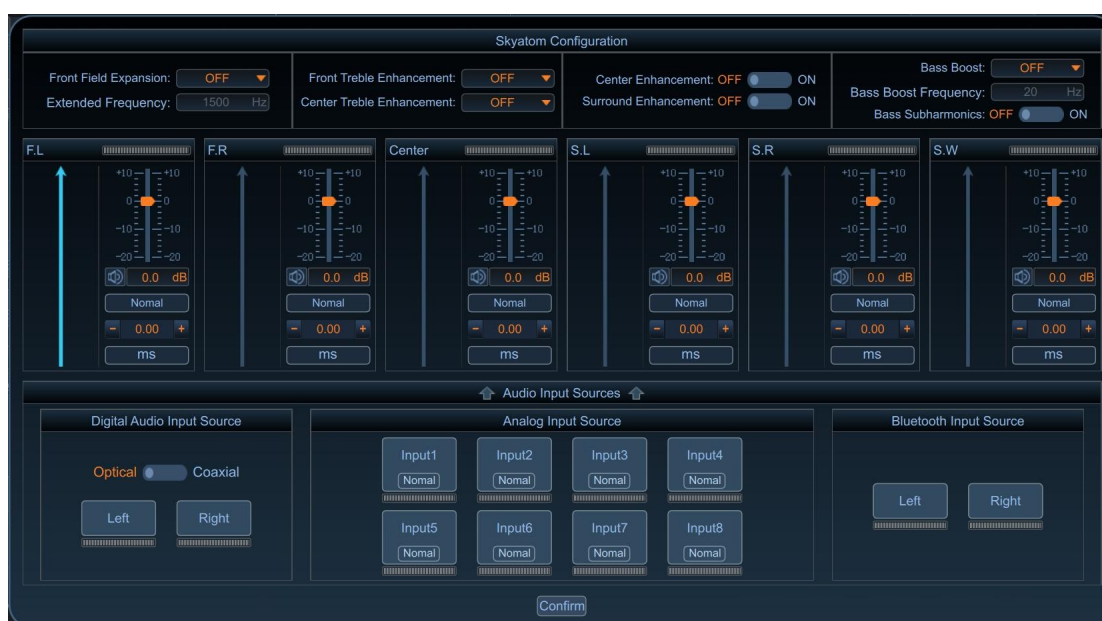 Skyatom Configuration
Front Field Expansion: OFF
Extended Frequency: 1500 Hz
Front Treble Enhancement: OFF
Center Treble Enhancement: OFF
Center Enhancement: OFF ON
Surround Enhancement: OFF ON
Bass Boost: OFF
Bass Boost Frequency: 20 Hz
Bass Subharmonics: OFF ON
F.L
+10 +10
0 0
-10 -10
-20 -20
0.0 dB
Nomal
- 0.00 +
ms
F.R
+10 +10
0 0
-10 -10
-20 -20
0.0 dB
Nomal
- 0.00 +
ms
Center
+10 +10
0 0
-10 -10
-20 -20
0.0 dB
Nomal
- 0.00 +
ms
S.L
+10 +10
0 0
-10 -10
-20 -20
0.0 dB
Nomal
- 0.00 +
ms
S.R
+10 +10
0 0
-10 -10
-20 -20
0.0 dB
Nomal
- 0.00 +
ms
S.W
+10 +10
0 0
-10 -10
-20 -20
0.0 dB
Nomal
- 0.00 +
ms
Audio Input Sources
Digital Audio Input Source
Optical Coaxial
Left Right
Analog Input Source
Input1 Input2 Input3 Input4
Normal Normal Normal Normal
Input5 Input6 Input7 Input8
Normal Normal Normal Normal
Bluetooth Input Source
Left Right
Confirm